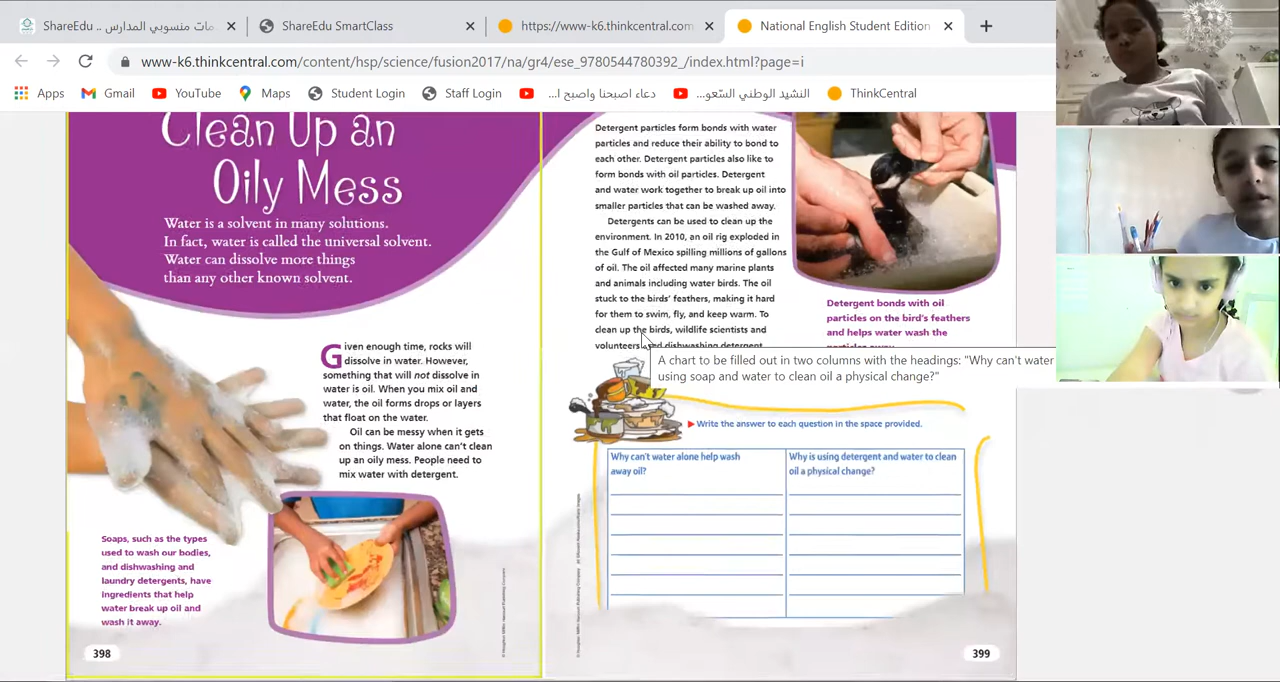 ShareEdu .. مات منسوبي المدارس
ShareEdu SmartClass
https://www-k6.thinkcentral.com
National English Student Edition
www-k6.thinkcentral.com/content/hsp/science/fusion2017/na/gr4/ese_9780544780392_/index.html?page=i
Apps
Gmail
YouTube
Maps
Student Login
Staff Login
دعاء اصبحنا واصبح ا...
النشيد الوطني السّعو...
ThinkCentral
Clean Up an
Oily Mess
Water is a solvent in many solutions.
In fact, water is called the universal solvent.
Water can dissolve more things
than any other known solvent.
Given enough time, rocks will
dissolve in water. However,
something that will not dissolve in
water is oil. When you mix oil and
water, the oil forms drops or layers
that float on the water.
Oil can be messy when it gets
on things. Water alone can't clean
up an oily mess. People need to
mix water with detergent.
Soaps, such as the types
used to wash our bodies,
and dishwashing and
laundry detergents, have
ingredients that help
water break up oil and
wash it away.
398
Detergent particles form bonds with water
particles and reduce their ability to bond to
each other. Detergent particles also like to
form bonds with oil particles. Detergent
and water work together to break up oil into
smaller particles that can be washed away.
Detergents can be used to clean up the
environment. In 2010, an oil rig exploded in
the Gulf of Mexico spilling millions of gallons
of oil. The oil affected many marine plants
and animals including water birds. The oil
stuck to the birds' feathers, making it hard
for them to swim, fly, and keep warm. To
clean up the birds, wildlife scientists and
volunteers used dishwashing detergent
Detergent bonds with oil
particles on the bird's feathers
and helps water wash the
particles away.
A chart to be filled out in two columns with the headings: "Why can't water
using soap and water to clean oil a physical change?"
Write the answer to each question in the space provided.
Why can't water alone help wash
away oil?
Why is using detergent and water to clean
oil a physical change?
399